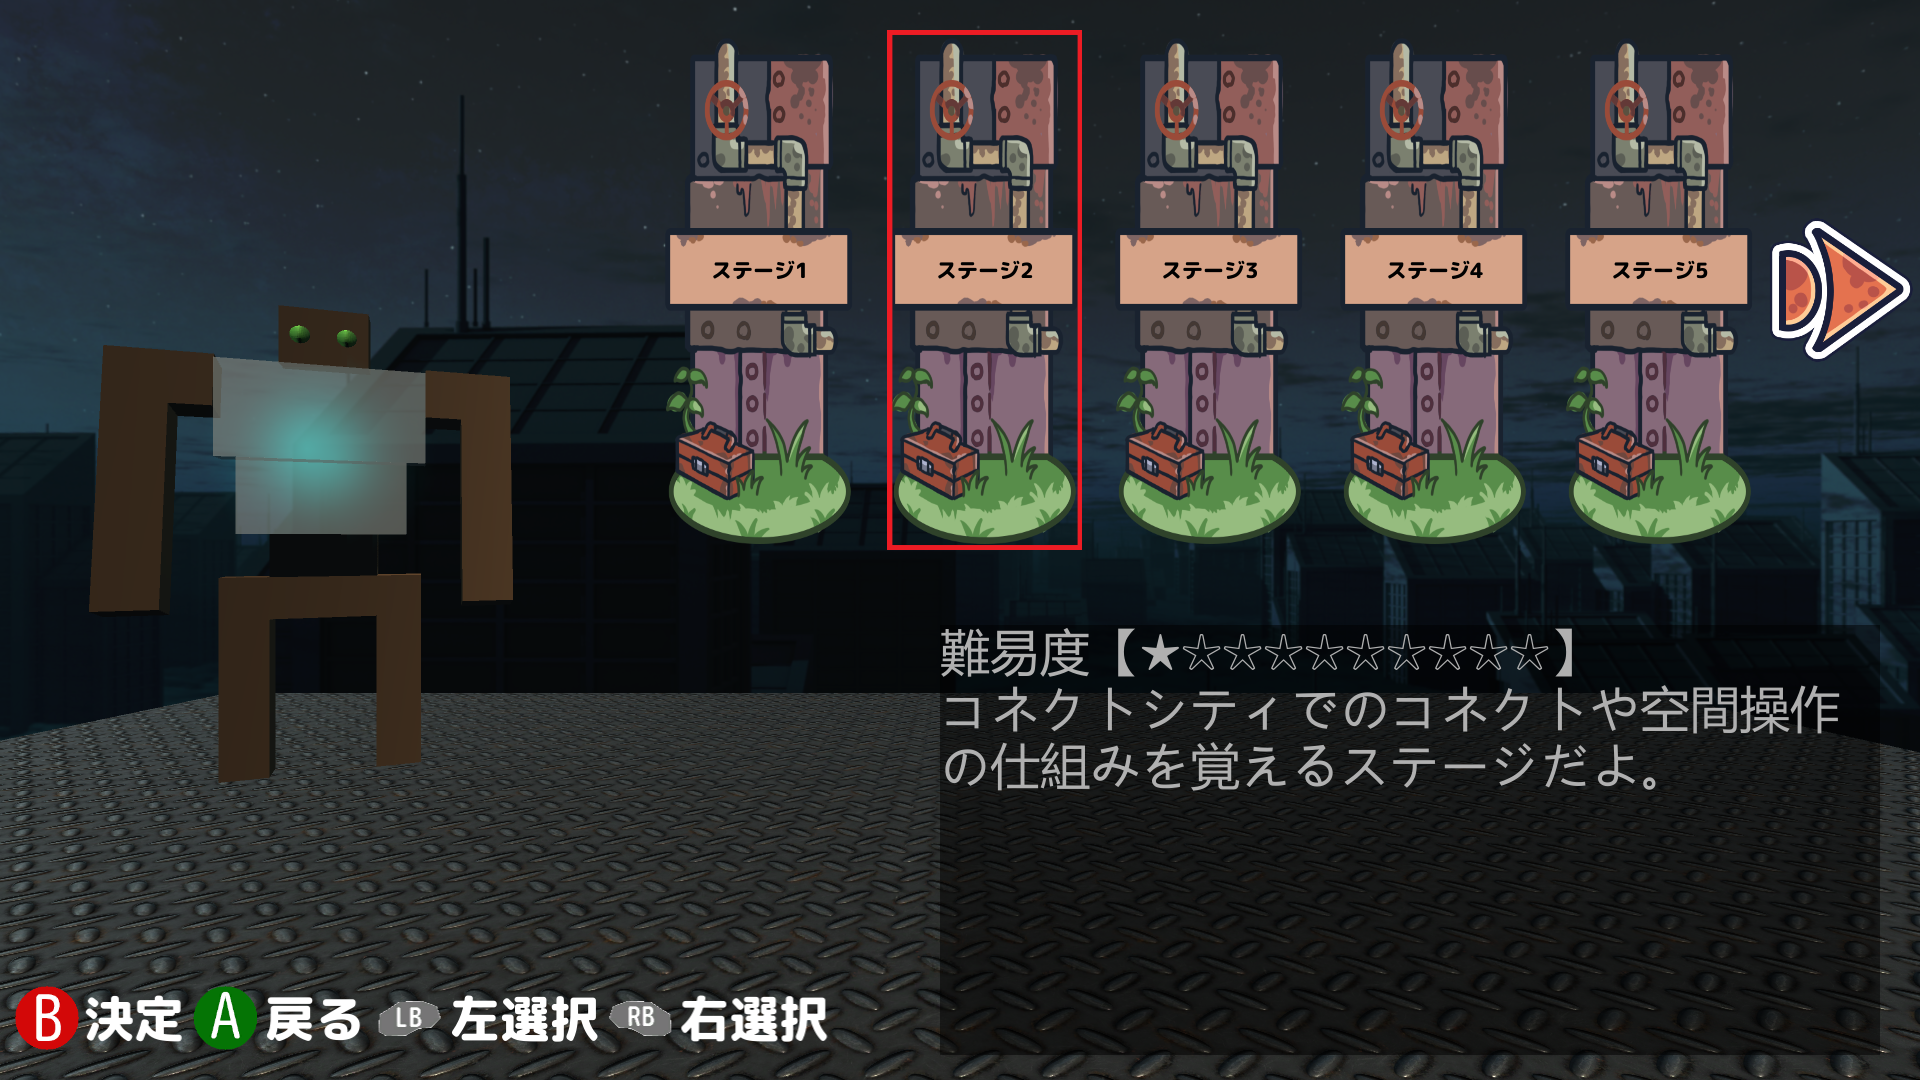 ステージ1
ステージ2
ステージ3
ステージ4
ステージ5
難易度【★☆☆☆☆☆☆☆☆☆】
コネクトシティでのコネクトや空間操作
の仕組みを覚えるステージだよ。
B 決定 A 戻る LB 左選択 RB 右選択